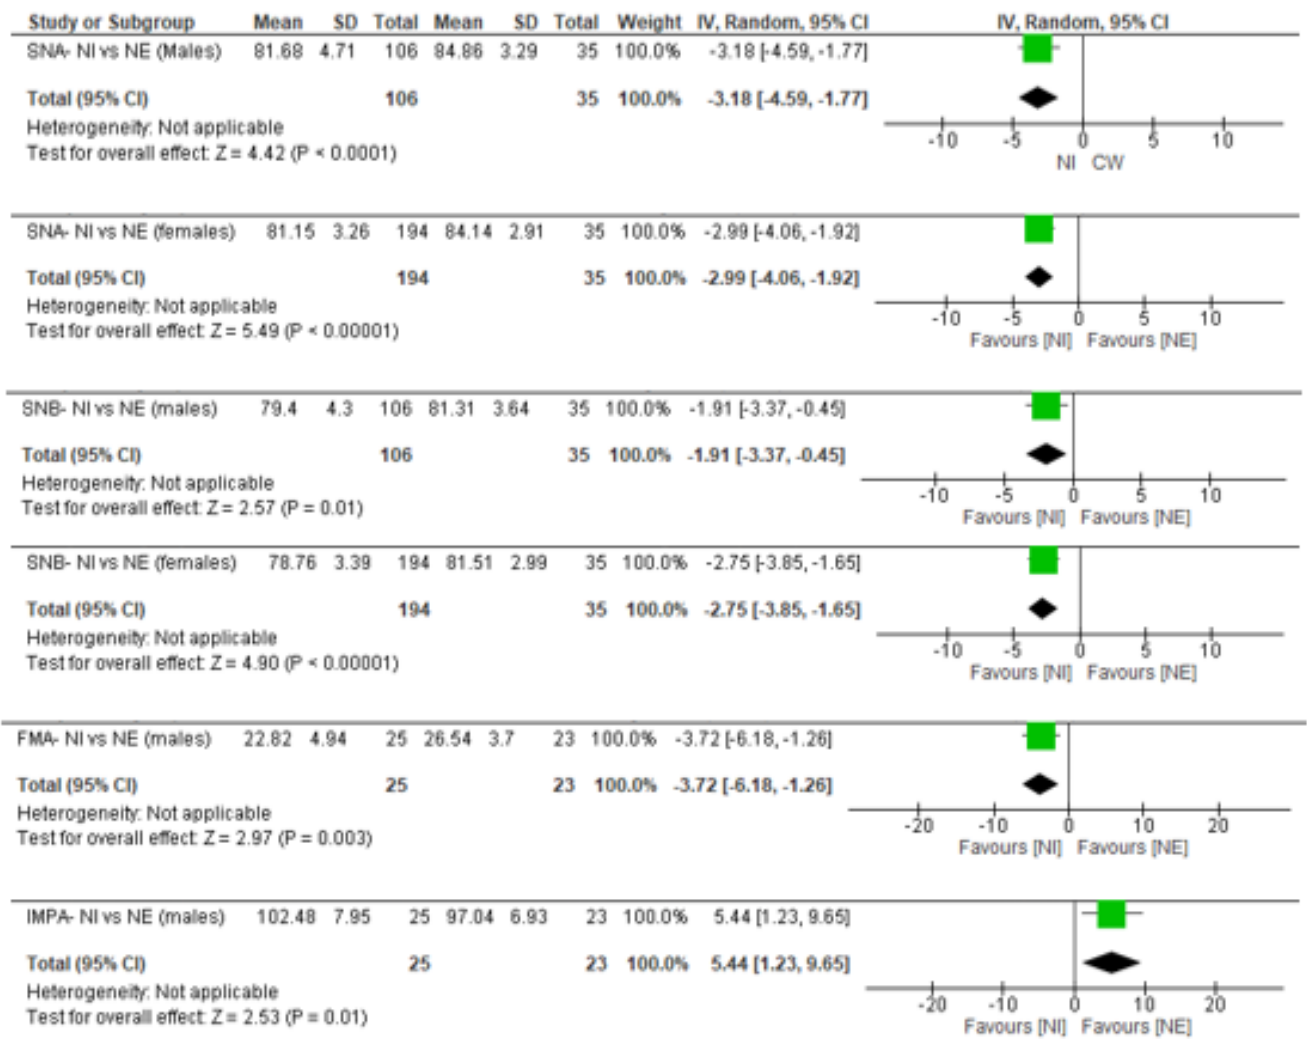 Study or Subgroup Mean SD Total Mean SD Total Weight IV, Random, 95% CI IV, Random, 95% CI
SNA- NI vs NE (Males) 81.68 4.71 106 84.86 3.29 35 100.0% -3.18 [-4.59, -1.77]
Total (95% CI) 106 35 100.0% -3.18 [-4.59, -1.77]
Heterogeneity: Not applicable
Test for overall effect: Z = 4.42 (P < 0.0001)
-10 -5 0 5 10
NI CW
SNA- NI vs NE (females) 81.15 3.26 194 84.14 2.91 35 100.0% -2.99 [-4.06, -1.92]
Total (95% CI) 194 35 100.0% -2.99 [-4.06, -1.92]
Heterogeneity: Not applicable
Test for overall effect: Z = 5.49 (P < 0.00001)
-10 -5 0 5 10
Favours [NI] Favours [NE]
SNB- NI vs NE (males) 79.4 4.3 106 81.31 3.64 35 100.0% -1.91 [-3.37, -0.45]
Total (95% CI) 106 35 100.0% -1.91 [-3.37, -0.45]
Heterogeneity: Not applicable
Test for overall effect: Z = 2.57 (P = 0.01)
-10 -5 0 5 10
Favours [NI] Favours [NE]
SNB- NI vs NE (females) 78.76 3.39 194 81.51 2.99 35 100.0% -2.75 [-3.85, -1.65]
Total (95% CI) 194 35 100.0% -2.75 [-3.85, -1.65]
Heterogeneity: Not applicable
Test for overall effect: Z = 4.90 (P < 0.00001)
-10 -5 0 5 10
Favours [NI] Favours [NE]
FMA- NI vs NE (males) 22.82 4.94 25 26.54 3.7 23 100.0% -3.72 [-6.18, -1.26]
Total (95% CI) 25 23 100.0% -3.72 [-6.18, -1.26]
Heterogeneity: Not applicable
Test for overall effect: Z = 2.97 (P = 0.003)
-20 -10 0 10 20
Favours [NI] Favours [NE]
IMPA- NI vs NE (males) 102.48 7.95 25 97.04 6.93 23 100.0% 5.44 [1.23, 9.65]
Total (95% CI) 25 23 100.0% 5.44 [1.23, 9.65]
Heterogeneity: Not applicable
Test for overall effect: Z = 2.53 (P = 0.01)
-20 -10 0 10 20
Favours [NI] Favours [NE]